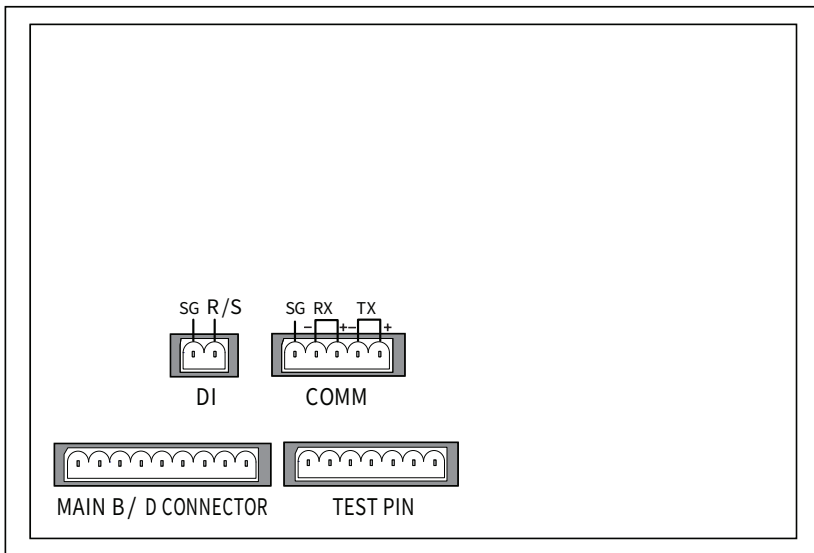 SG R/S SG RX TX
- + - +
DI COMM
MAIN B/ D CONNECTOR TEST PIN